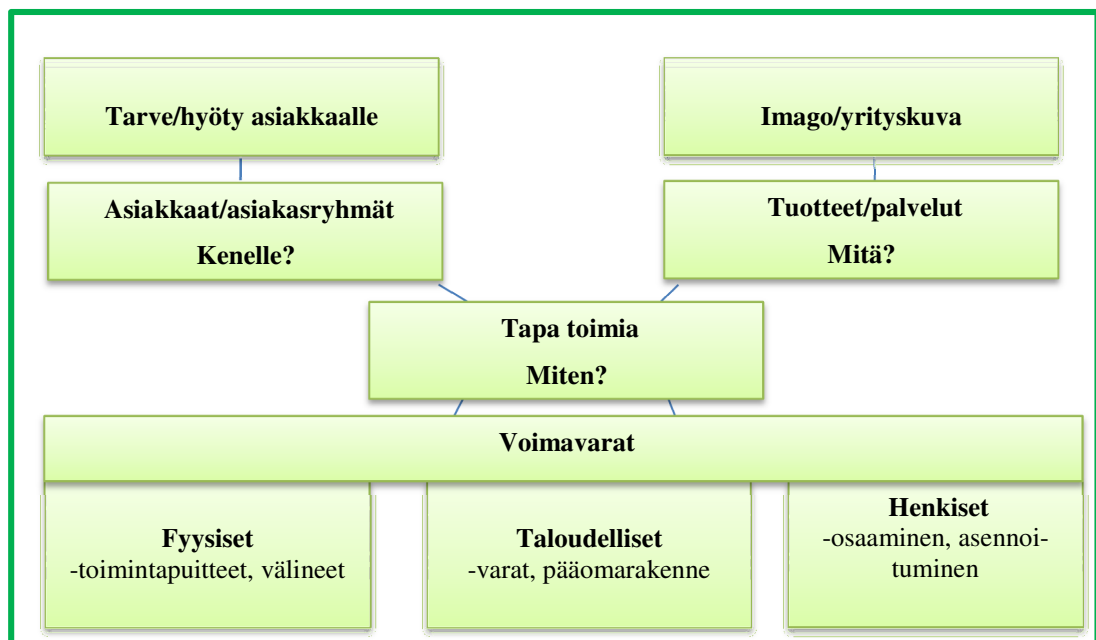 Tarve/hyöty asiakkaalle
Imago/yrityskuva
Asiakkaat/asiakasryhmät
Kenelle?
Tuotteet/palvelut
Mitä?
Tapa toimia
Miten?
Voimavarat
Fyysiset
-toimintapuitteet, välineet
Taloudelliset
-varat, pääomarakenne
Henkiset
-osaaminen, asennoi-
tuminen